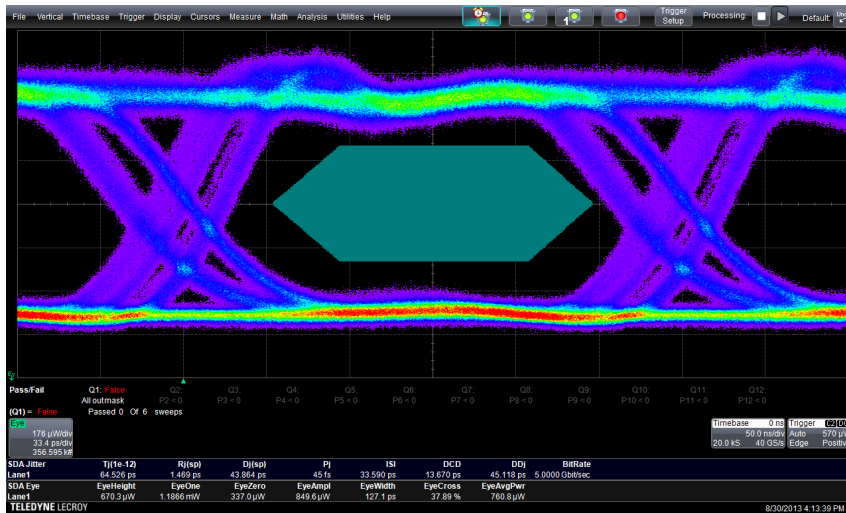 File Vertical Timebase Trigger Display Cursors Measure Math Analysis Utilities Help Trigger Setup Processing: Default:
Pass/Fail Q1: False Q2: Q3: Q4: Q5: Q6: Q7: Q8: Q9: Q10: Q11: Q12:
All outmask P2 < 0 P3 < 0 P4 < 0 P5 < 0 P6 < 0 P7 < 0 P8 < 0 P9 < 0 P10 < 0 P11 < 0 P12 < 0
(Q1) = False Passed 0 Of 6 sweeps
Eye
176 µW/div
33.4 ps/div
356.595 k#
Timebase 0 ns
50.0 ns/div
20.0 kS 40 GS/s
Trigger C2
Auto 570 µ
Edge Positiv
SDA Jitter Tj(1e-12) Rj(sp) Dj(sp) Pj ISI DCD DDj BitRate
Lane1 64.526 ps 1.469 ps 43.864 ps 45 fs 33.590 ps 13.670 ps 45.118 ps 5.0000 Gbit/sec
SDA Eye EyeHeight EyeOne EyeZero EyeAmpl EyeWidth EyeCross EyeAvgPwr
Lane1 670.3 µW 1.1866 mW 337.0 µW 849.6 µW 127.1 ps 37.89 % 760.8 µW
TELEDYNE LECROY 8/30/2013 4:13:39 PM